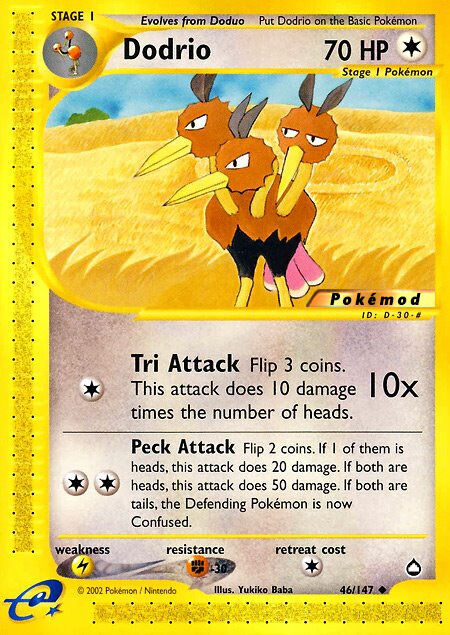 STAGE 1 Evolves from Doduo Put Dodrio on the Basic Pokémon
Dodrio 70 HP
Stage 1 Pokémon
Pokémod
ID: D-30-#
Tri Attack Flip 3 coins.
This attack does 10 damage 10x
times the number of heads.
Peck Attack Flip 2 coins. If 1 of them is
heads, this attack does 20 damage. If both are
heads, this attack does 50 damage. If both are
tails, the Defending Pokémon is now
Confused.
weakness resistance retreat cost
-30
© 2002 Pokémon / Nintendo Illus. Yukiko Baba 46/147
e